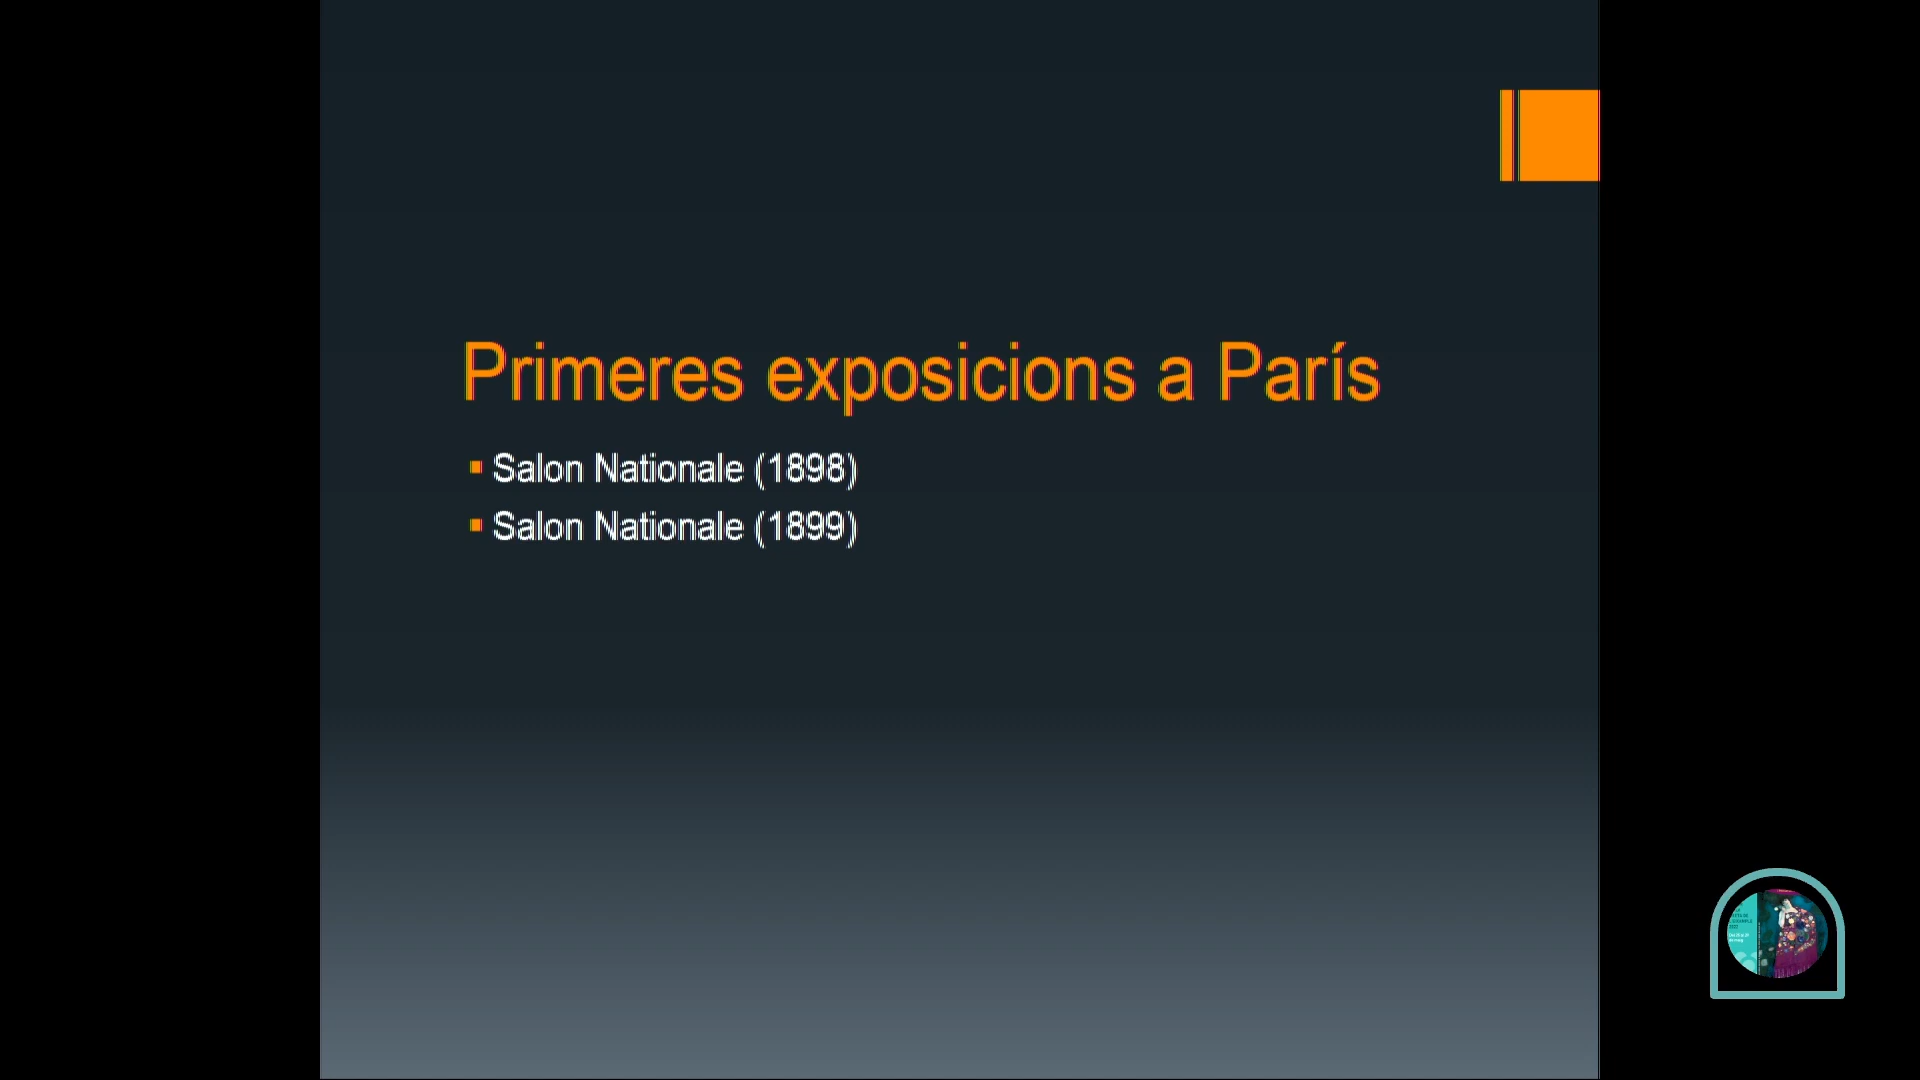 Primeres exposicions a París
Salon Nationale (1898)
Salon Nationale (1899)